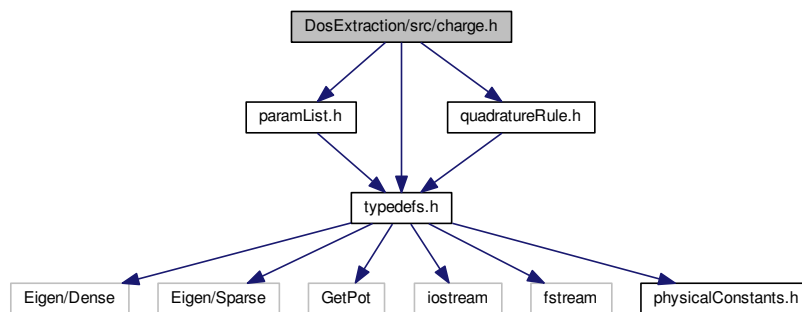 DosExtraction/src/charge.h
paramList.h
quadratureRule.h
typedefs.h
Eigen/Dense
Eigen/Sparse
GetPot
iostream
fstream
physicalConstants.h